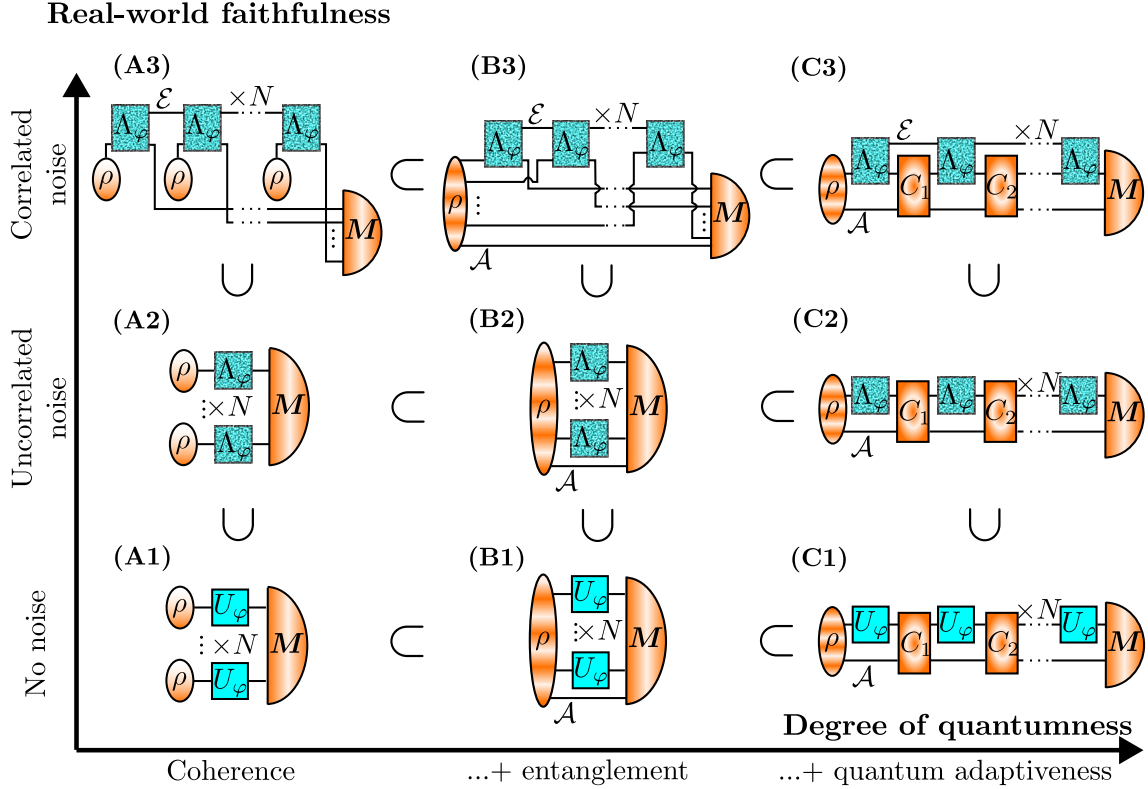 Real-world faithfulness
(A3) (B3) (C3)
Λφ ℰ Λφ ×N Λφ
ρ ρ ρ M
Λφ ℰ Λφ ×N Λφ
ρ M
𝒜
Λφ ℰ Λφ ×N Λφ
ρ C1 C2 M
𝒜
Correlated
noise
(A2) (B2) (C2)
ρ Λφ
×N M
ρ Λφ
Λφ
ρ ×N M
Λφ
𝒜
Λφ Λφ ×N Λφ
ρ C1 C2 M
𝒜
Uncorrelated
noise
(A1) (B1) (C1)
ρ Uφ
×N M
ρ Uφ
Uφ
ρ ×N M
Uφ
𝒜
Uφ Uφ ×N Uφ
ρ C1 C2 M
𝒜
No noise
Degree of quantumness
Coherence
...+ entanglement
...+ quantum adaptiveness